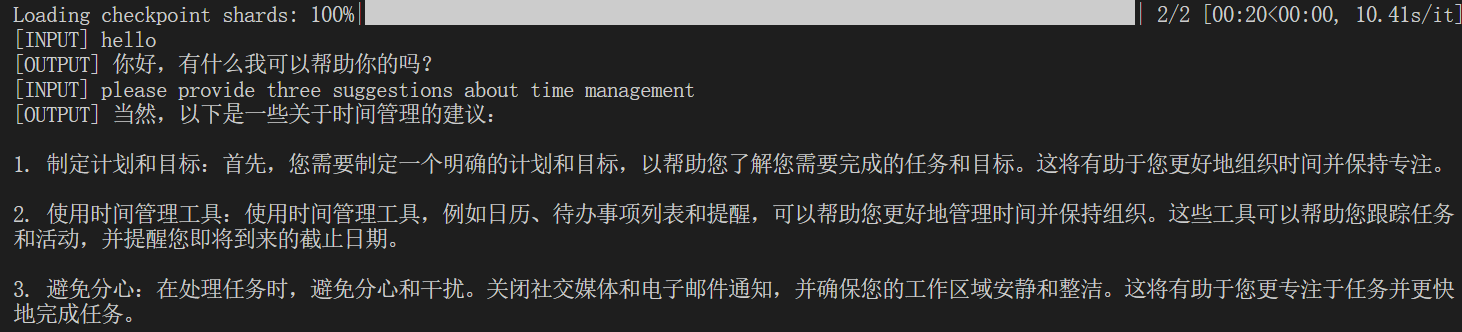 Loading checkpoint shards: 100%| | 2/2 [00:20<00:00, 10.41s/it]
[INPUT] hello
[OUTPUT] 你好，有什么我可以帮助你的吗？
[INPUT] please provide three suggestions about time management
[OUTPUT] 当然，以下是一些关于时间管理的建议：
1. 制定计划和目标：首先，您需要制定一个明确的计划和目标，以帮助您了解您需要完成的任务和目标。这将有助于您更好地组织时间并保持专注。
2. 使用时间管理工具：使用时间管理工具，例如日历、待办事项列表和提醒，可以帮助您更好地管理时间并保持组织。这些工具可以帮助您跟踪任务
和活动，并提醒您即将到来的截止日期。
3. 避免分心：在处理任务时，避免分心和干扰。关闭社交媒体和电子邮件通知，并确保您的工作区域安静和整洁。这将有助于您更专注于任务并更快
地完成任务。